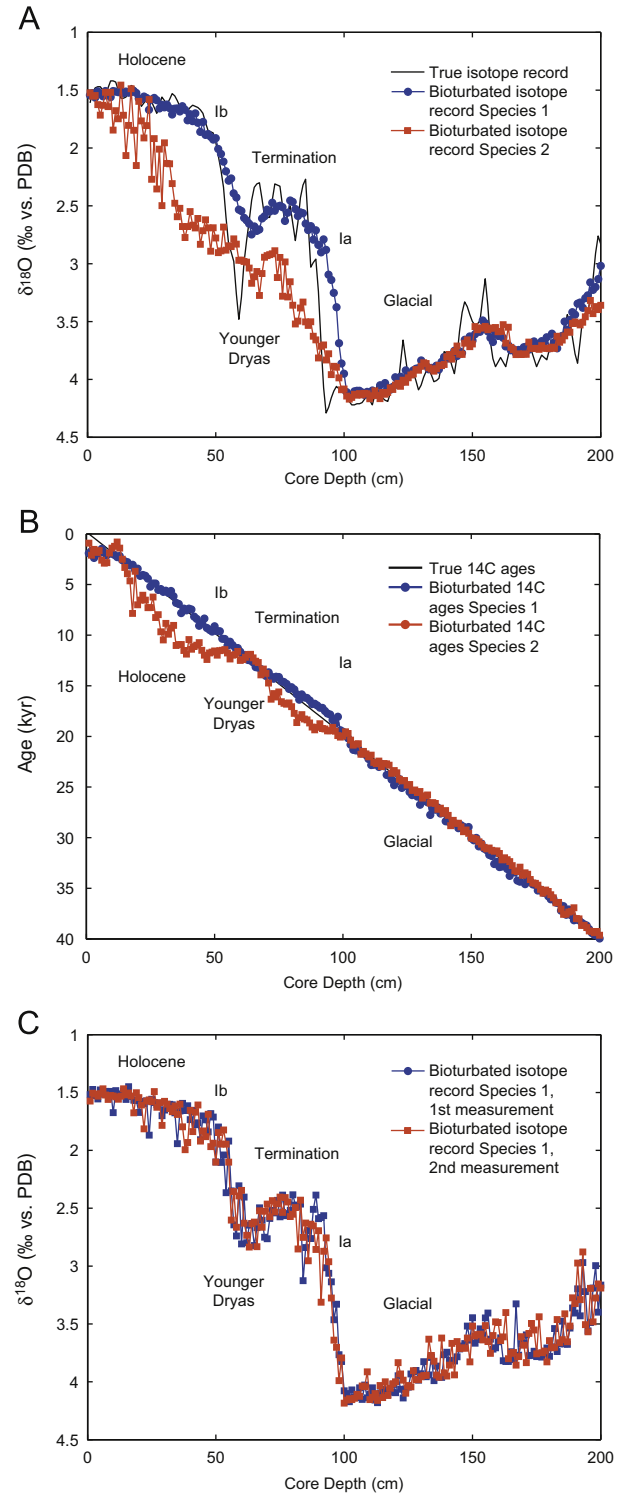 A
Holocene
Ib
Termination
Ia
Younger
Dryas
Glacial
True isotope record
Bioturbated isotope
record Species 1
Bioturbated isotope
record Species 2
δ18O (‰ vs. PDB)
1
1.5
2
2.5
3
3.5
4
4.5
0
50
100
150
200
Core Depth (cm)
B
True 14C ages
Bioturbated 14C
ages Species 1
Bioturbated 14C
ages Species 2
Ib
Termination
Ia
Holocene
Younger
Dryas
Glacial
Age (kyr)
0
5
10
15
20
25
30
35
40
0
50
100
150
200
Core Depth (cm)
C
Holocene
Ib
Termination
Ia
Younger
Dryas
Glacial
Bioturbated isotope
record Species 1,
1st measurement
Bioturbated isotope
record Species 1,
2nd measurement
δ18O (‰ vs. PDB)
1
1.5
2
2.5
3
3.5
4
4.5
0
50
100
150
200
Core Depth (cm)